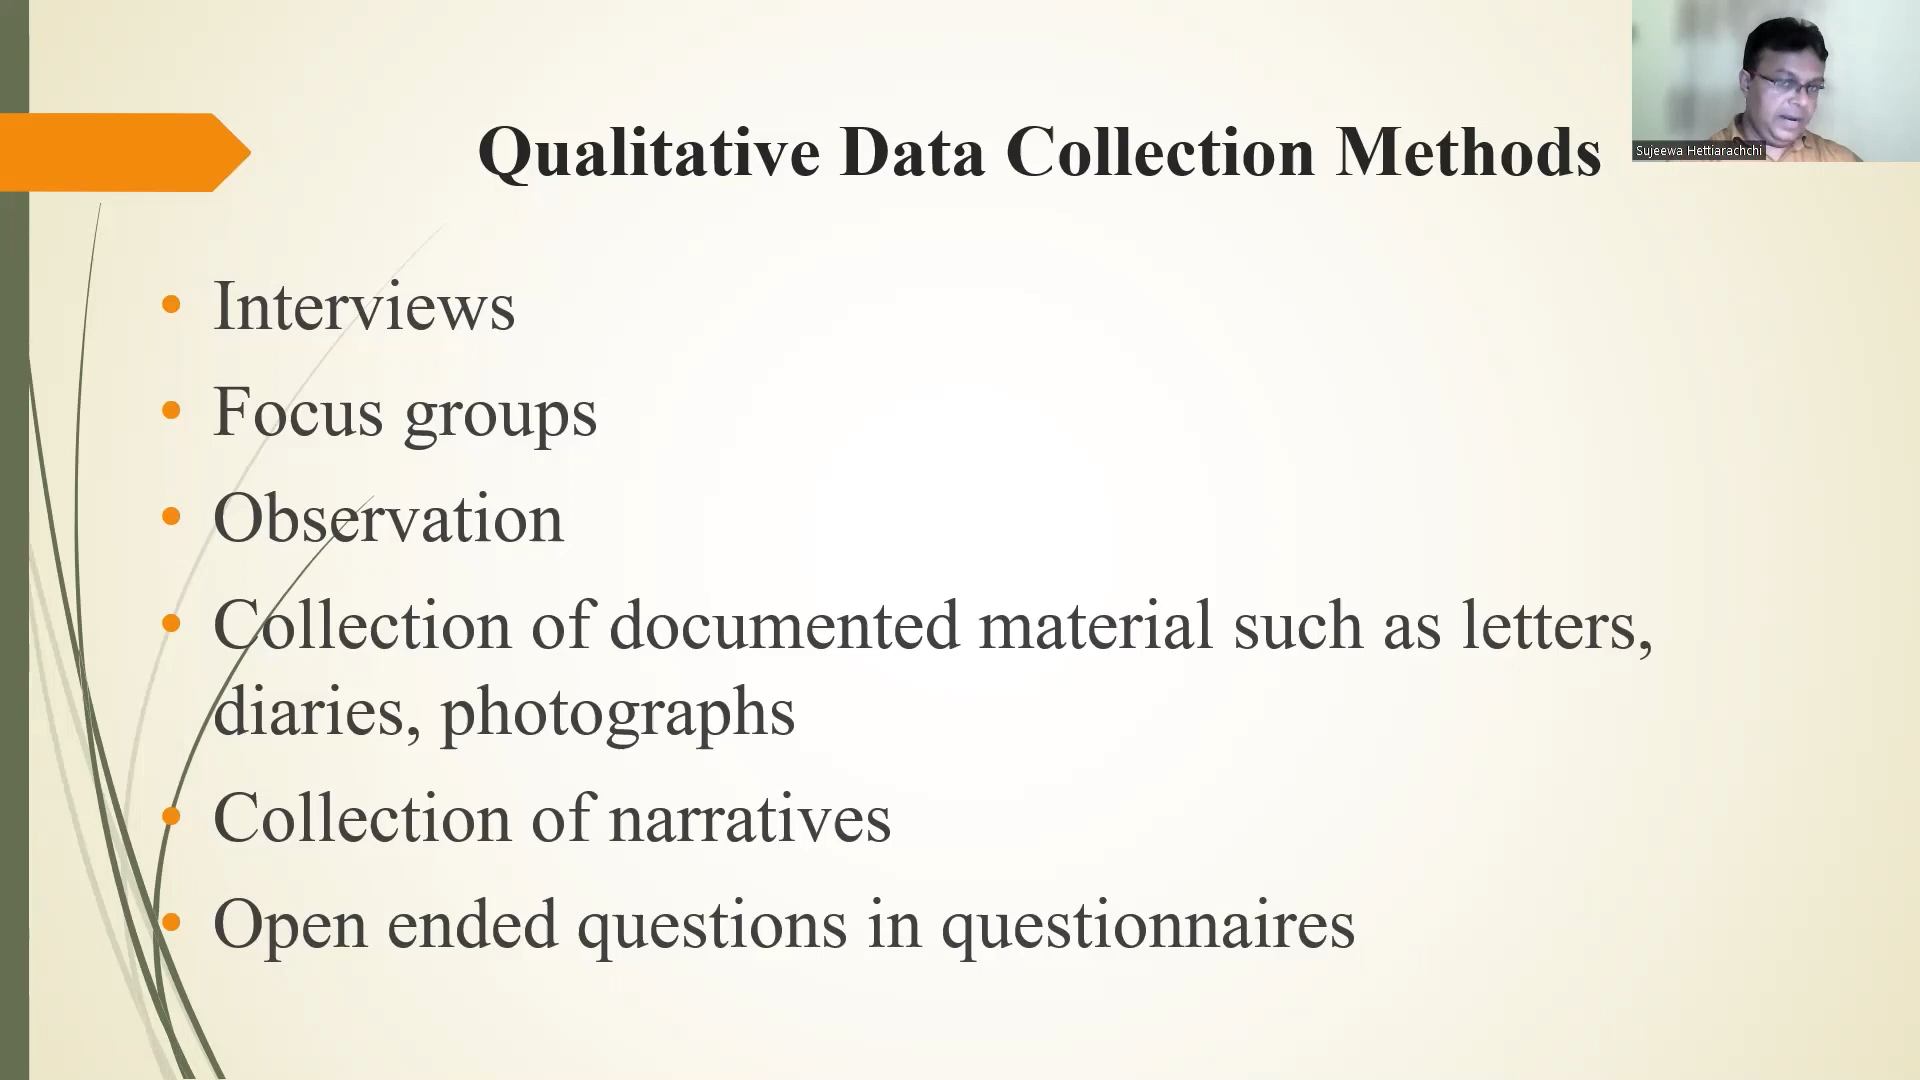 Qualitative Data Collection Methods
Sujeewa Hettiarachchi
• Interviews
• Focus groups
• Observation
• Collection of documented material such as letters,
diaries, photographs
• Collection of narratives
• Open ended questions in questionnaires